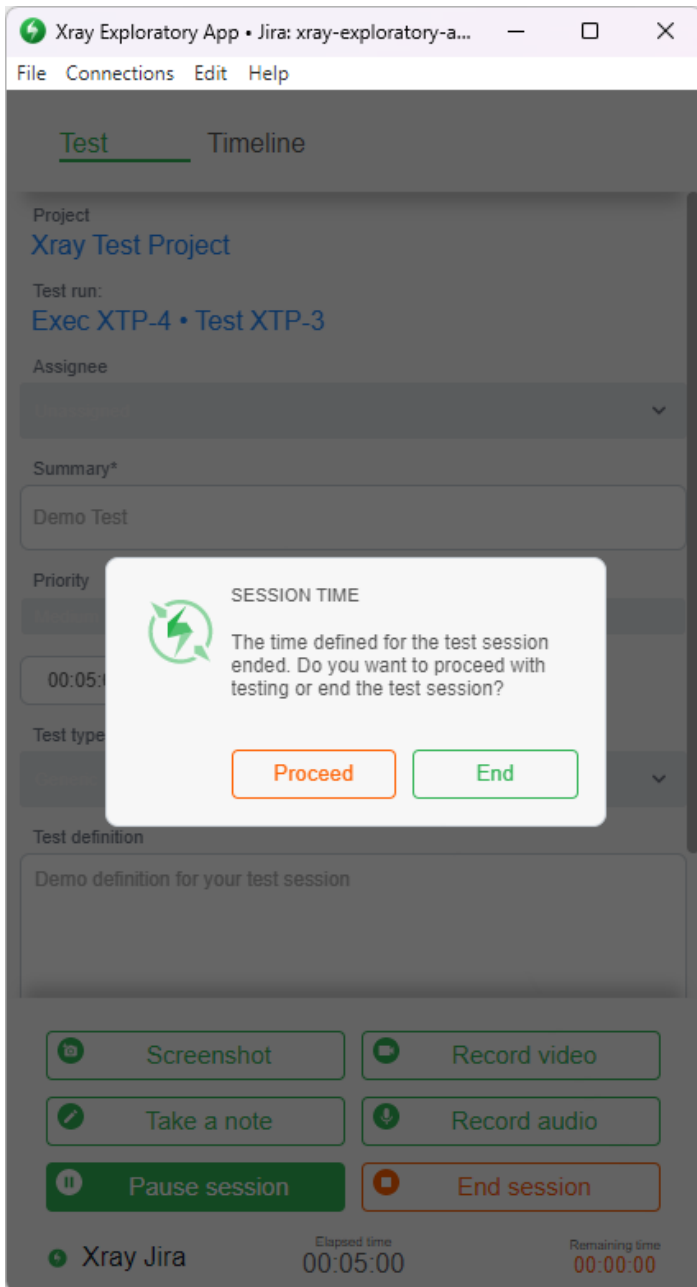 Xray Exploratory App • Jira: xray-exploratory-a...
File Connections Edit Help
Test Timeline
Project
Xray Test Project
Test run:
Exec XTP-4 • Test XTP-3
Assignee
Summary*
Demo Test
Priority
00:05:
Test type
SESSION TIME
The time defined for the test session
ended. Do you want to proceed with
testing or end the test session?
Proceed End
Test definition
Demo definition for your test session
Screenshot Record video
Take a note Record audio
Pause session End session
Xray Jira
Elapsed time
00:05:00
Remaining time
00:00:00